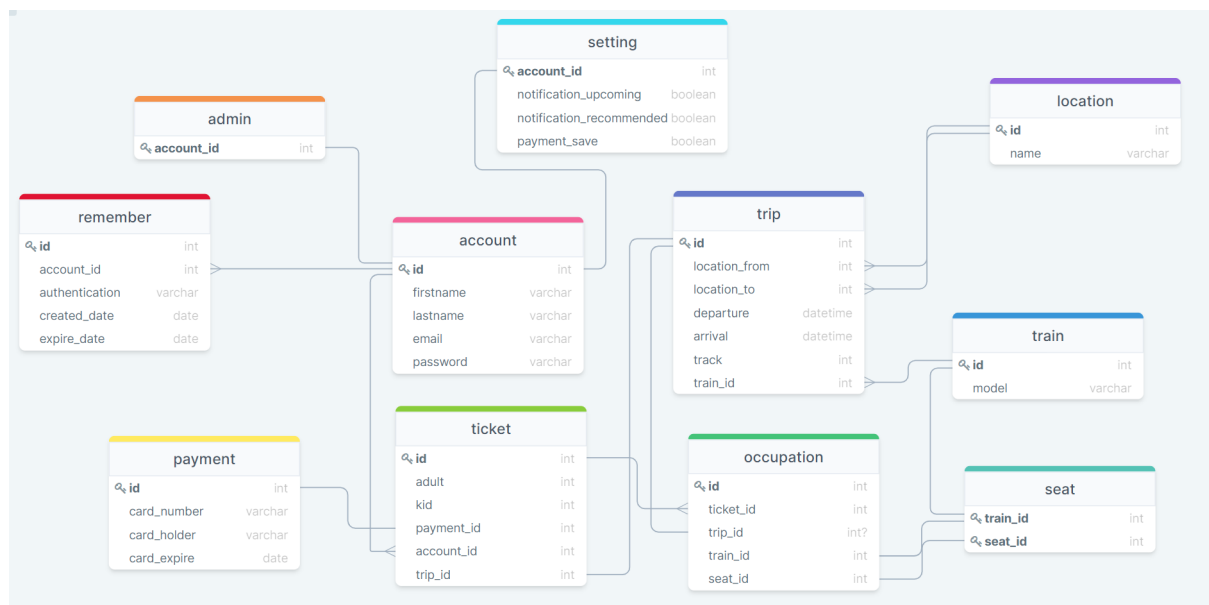 setting
account_id int
notification_upcoming boolean
notification_recommended boolean
payment_save boolean
location
id int
name varchar
admin
account_id int
remember
id int
account_id int
authentication varchar
created_date date
expire_date date
account
id int
firstname varchar
lastname varchar
email varchar
password varchar
trip
id int
location_from int
location_to int
departure datetime
arrival datetime
track int
train_id int
train
id int
model varchar
payment
id int
card_number varchar
card_holder varchar
card_expire date
ticket
id int
adult int
kid int
payment_id int
account_id int
trip_id int
occupation
id int
ticket_id int
trip_id int?
train_id int
seat_id int
seat
train_id int
seat_id int